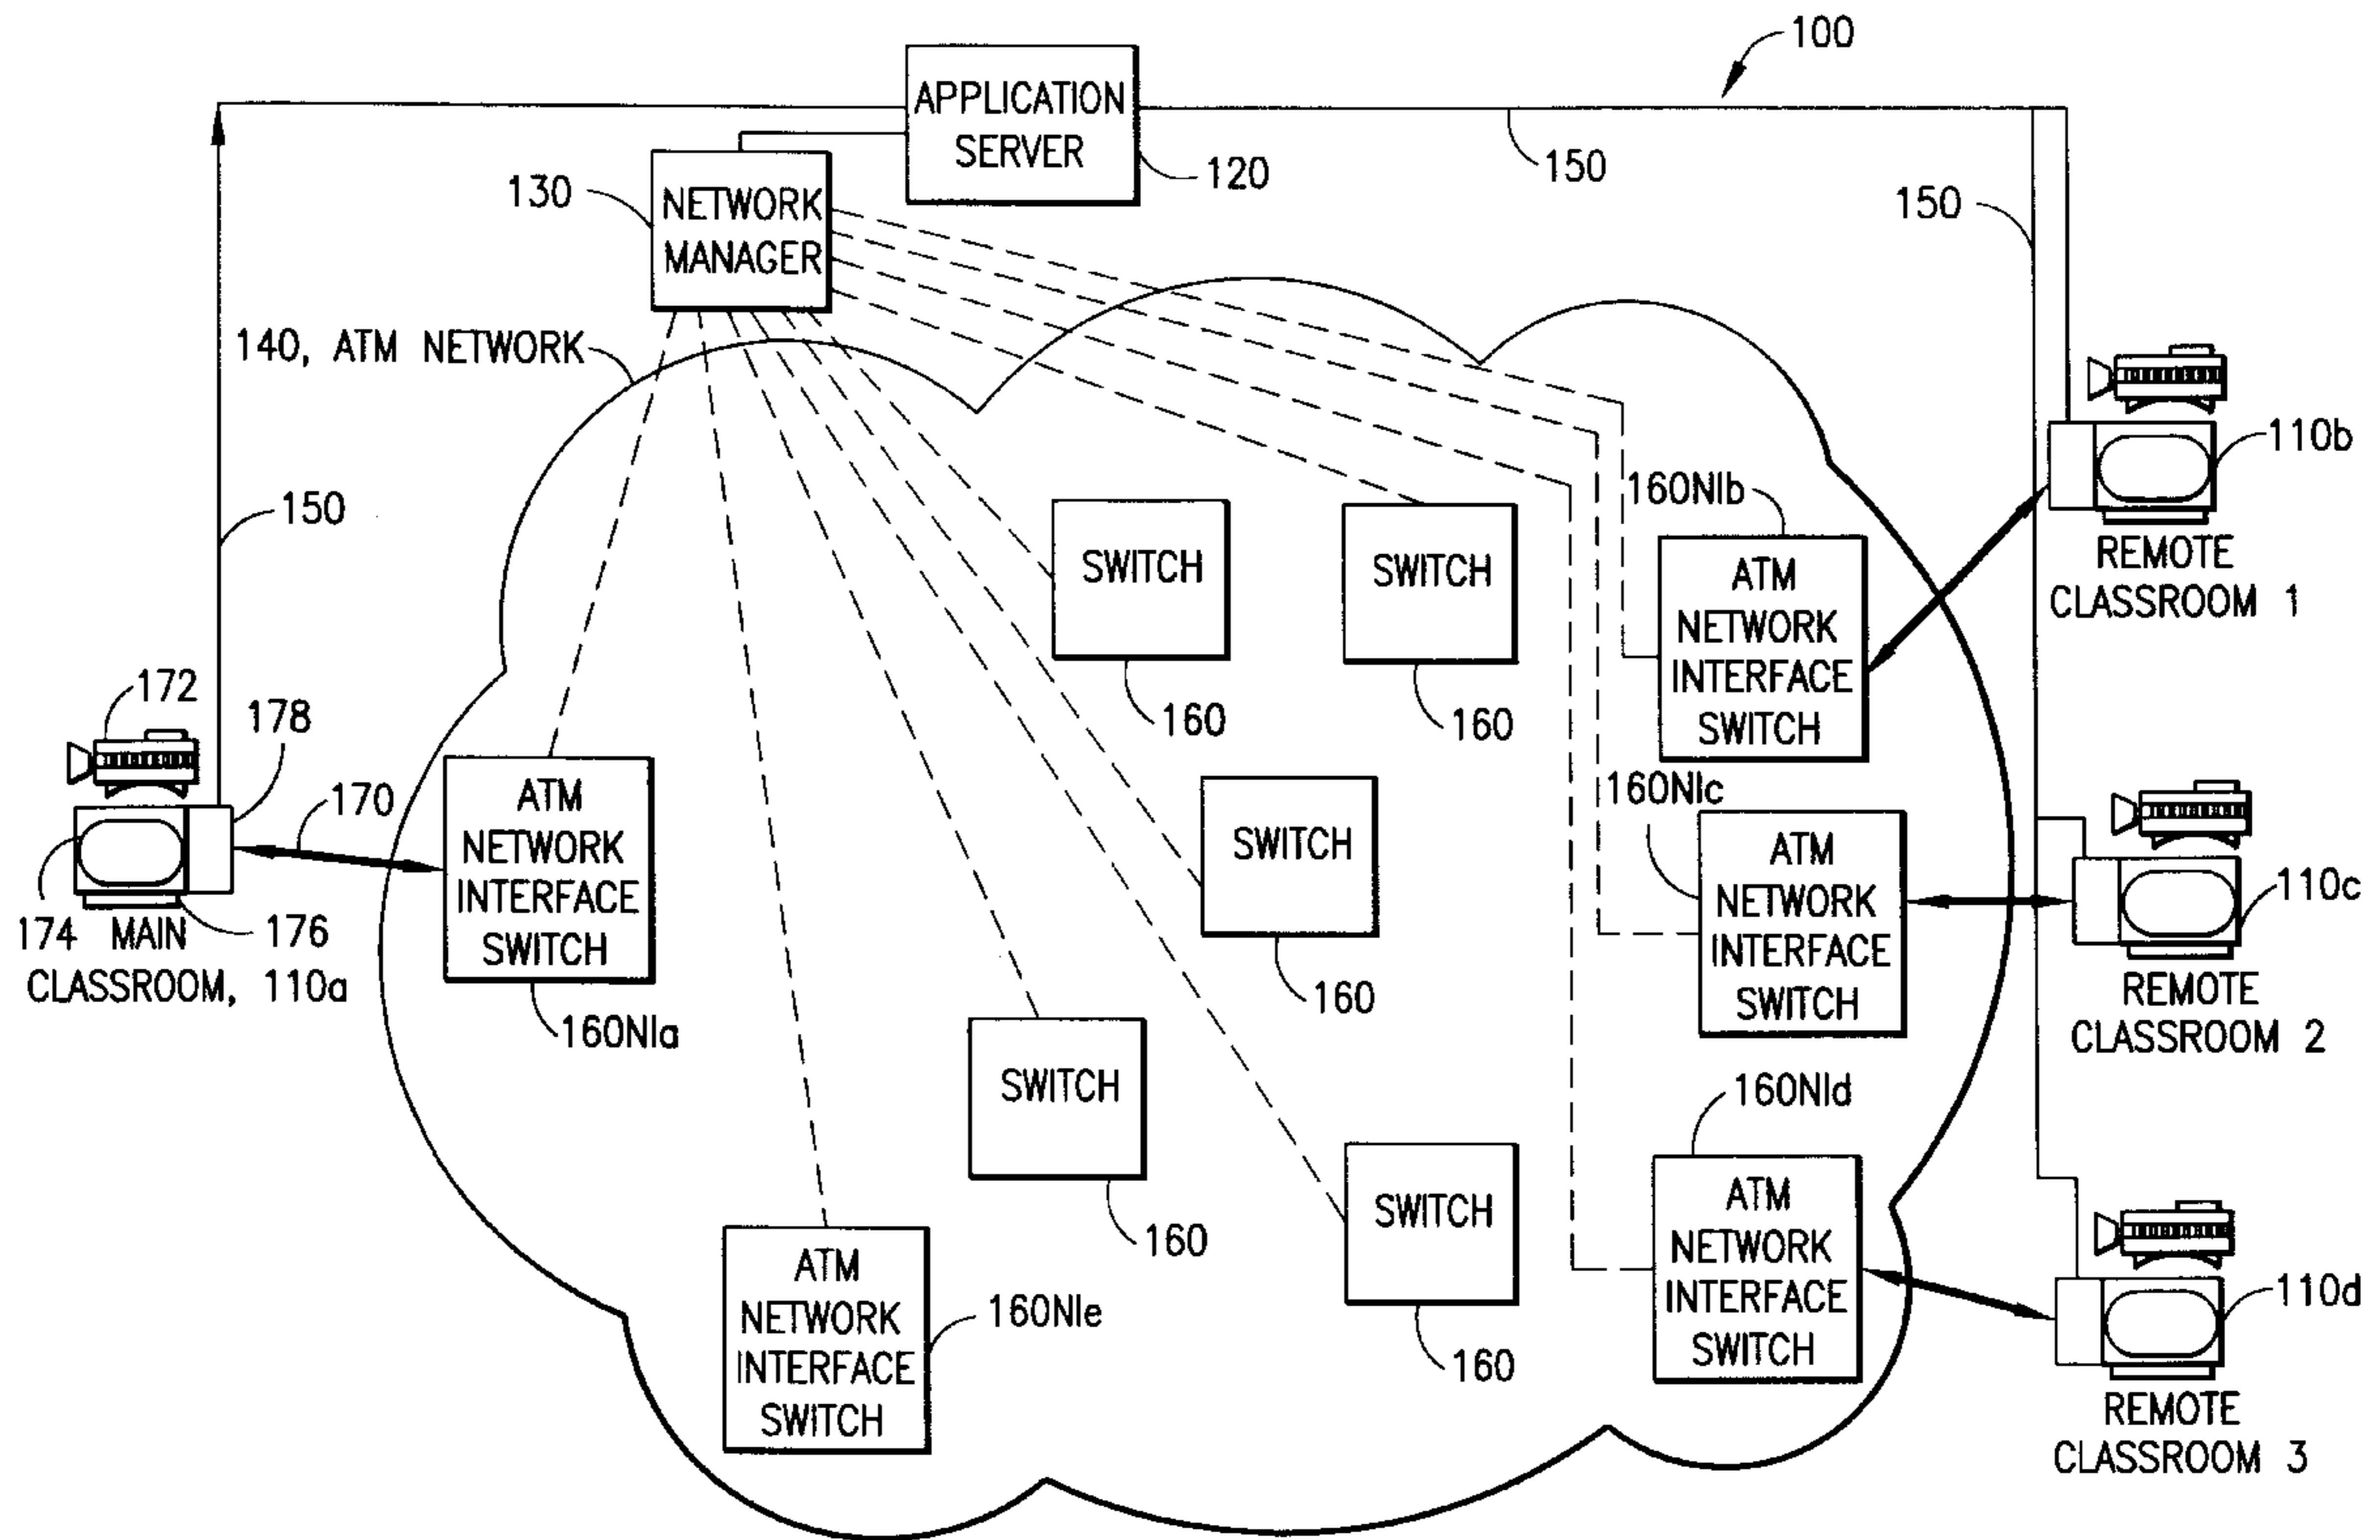 100
APPLICATION
SERVER
120
150
130
NETWORK
MANAGER
150
140, ATM NETWORK
110b
REMOTE
CLASSROOM 1
150
160NIb
SWITCH
160
SWITCH
160
ATM
NETWORK
INTERFACE
SWITCH
172
178
170
174
176
MAIN
CLASSROOM, 110a
ATM
NETWORK
INTERFACE
SWITCH
160NIa
SWITCH
160
160NIc
ATM
NETWORK
INTERFACE
SWITCH
110c
REMOTE
CLASSROOM 2
SWITCH
160
160NId
SWITCH
160
ATM
NETWORK
INTERFACE
SWITCH
110d
REMOTE
CLASSROOM 3
ATM
NETWORK
INTERFACE
SWITCH
160NIe